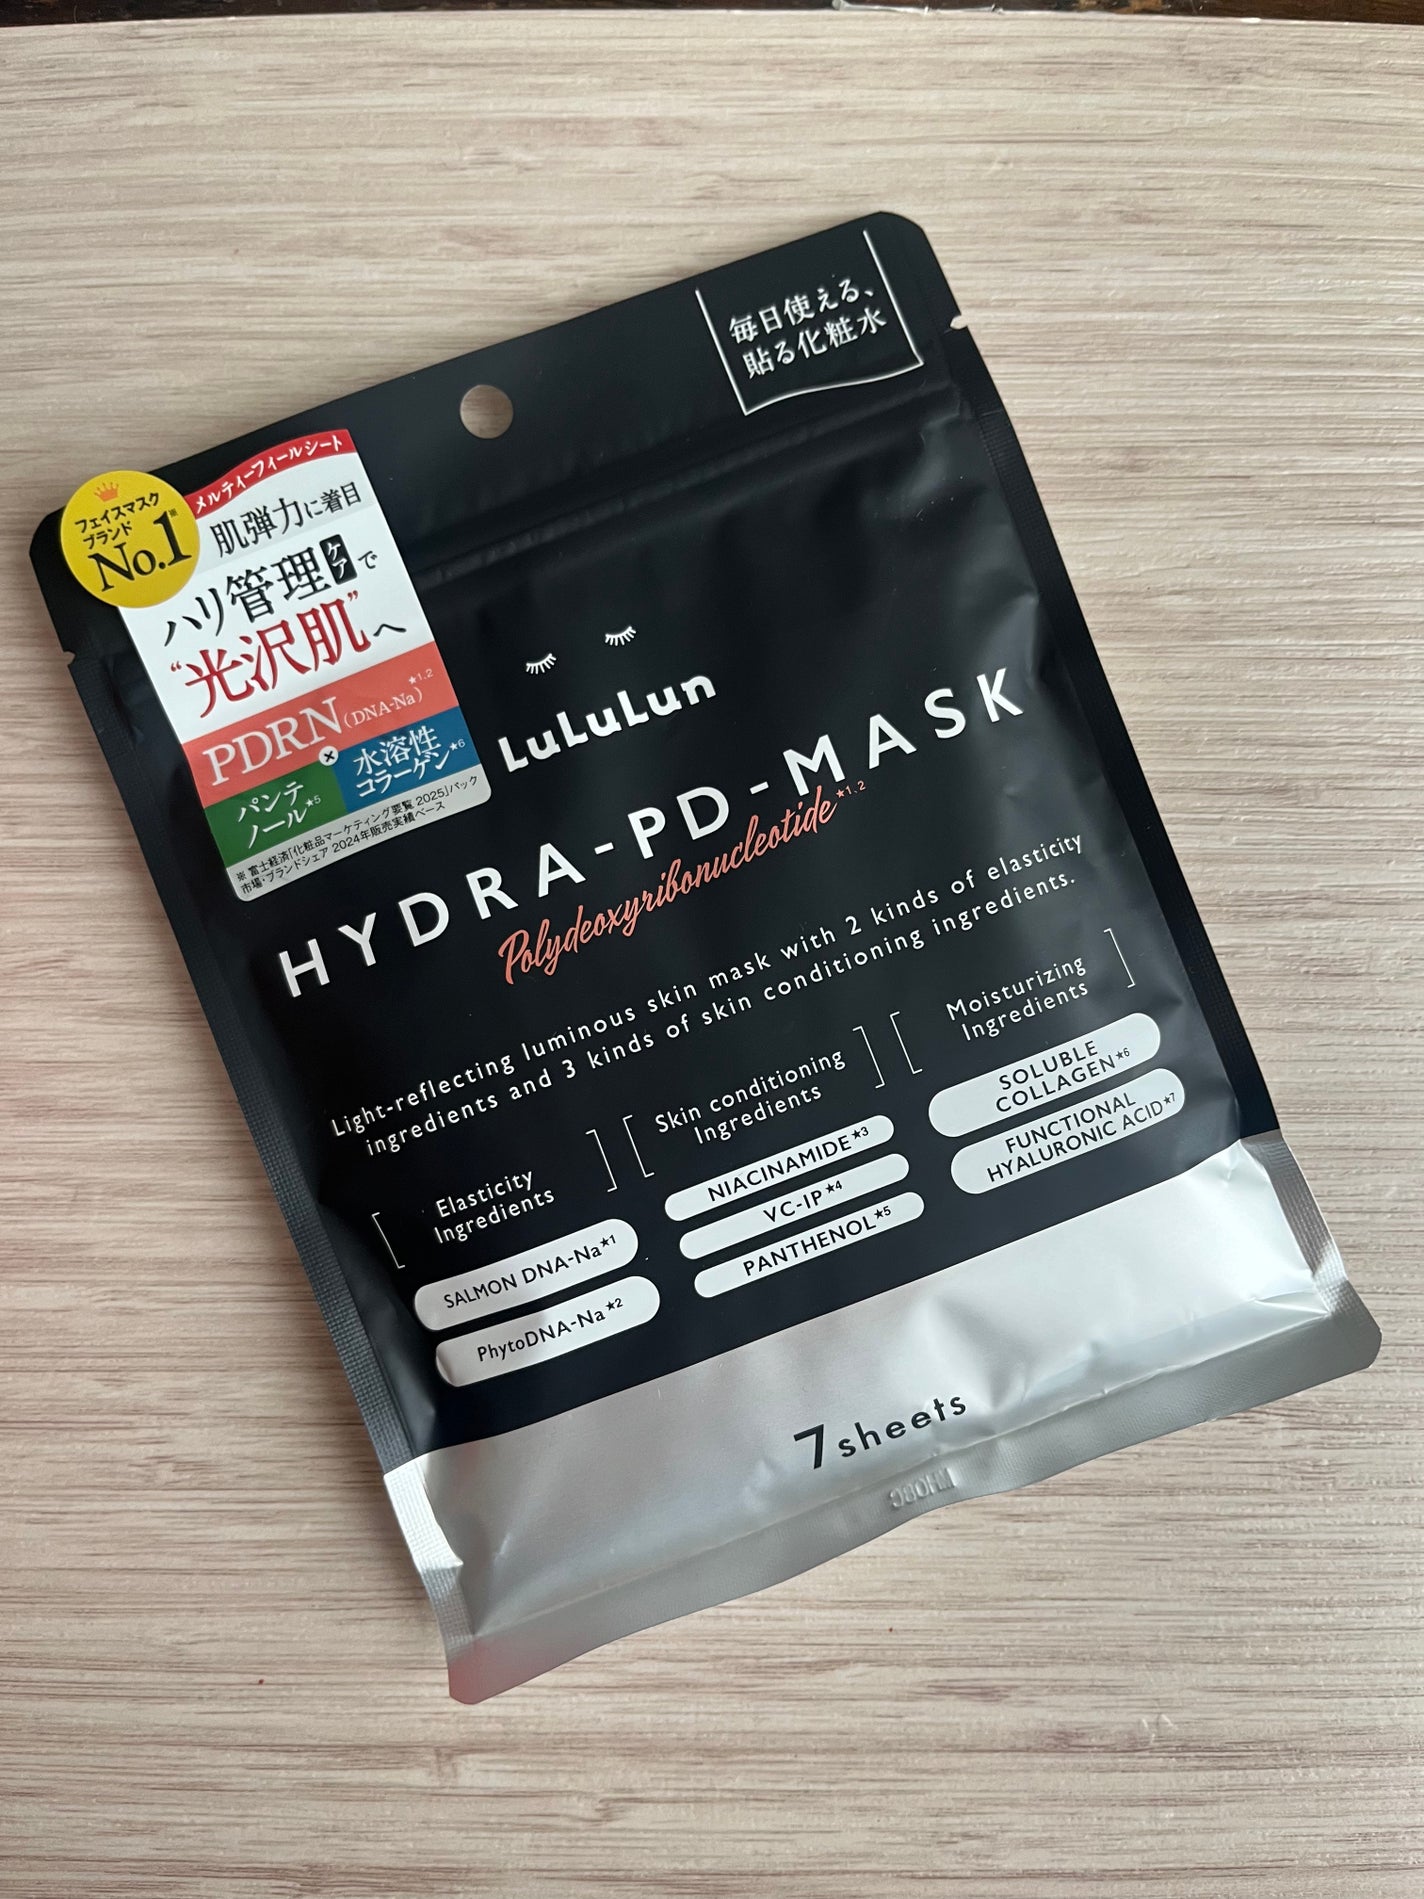 毎日使える、
貼る化粧水
メルティーフィールシート
フェイスマスク
ブランド
No.1※
肌弾力に着目
ハリ管理ケアで
“光沢肌”へ
PDRN(DNA-Na)★1.2
×
パンテ
ノール★5
水溶性
コラーゲン★6
※ 富士経済「化粧品マーケティング要覧 2025」パック
市場・ブランドシェア 2024年販売実績ベース
LuLuLun
HYDRA-PD-MASK
Polydeoxyribonucleotide★1.2
Light-reflecting luminous skin mask with 2 kinds of elasticity
ingredients and 3 kinds of skin conditioning ingredients.
Elasticity
Ingredients
SALMON DNA-Na★1
PhytoDNA-Na★2
Skin conditioning
Ingredients
NIACINAMIDE★3
VC-IP★4
PANTHENOL★5
Moisturizing
Ingredients
SOLUBLE
COLLAGEN★6
FUNCTIONAL
HYALURONIC ACID★7
7sheets